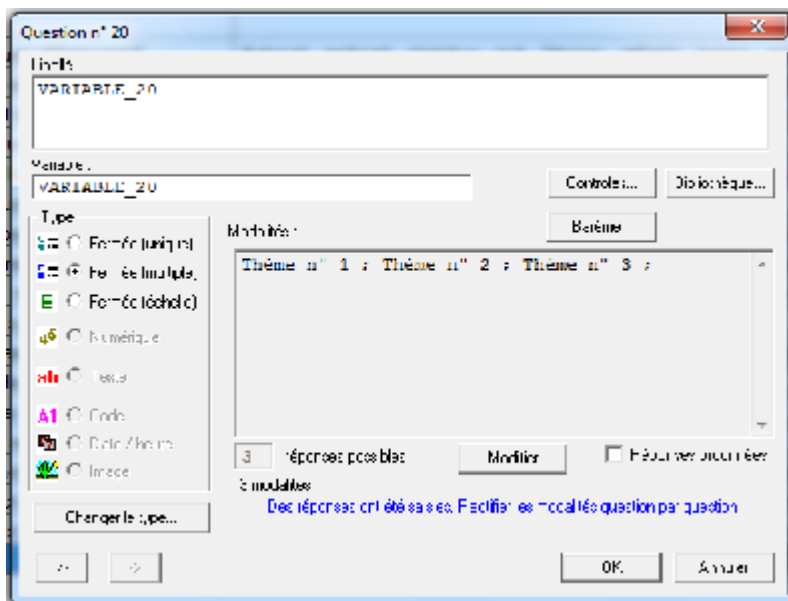 Question n° 20
Libellé
VARIABLE_20
Variable :
VARIABLE_20
Contrôles...
Bibliothèque...
Barème
Type
Fermée (unique)
Fermée (multiple)
Fermée (échelle)
Numérique
Texte
Code
Date / heure
Image
Changer le type...
Modalités :
Thème n° 1 ; Thème n° 2 ; Thème n° 3 ;
3 réponses possibles
Modifier
Réponses ordonnées
3 modalités
Des réponses ont été saisies. Rectifier les modalités question par question
OK
Annuler